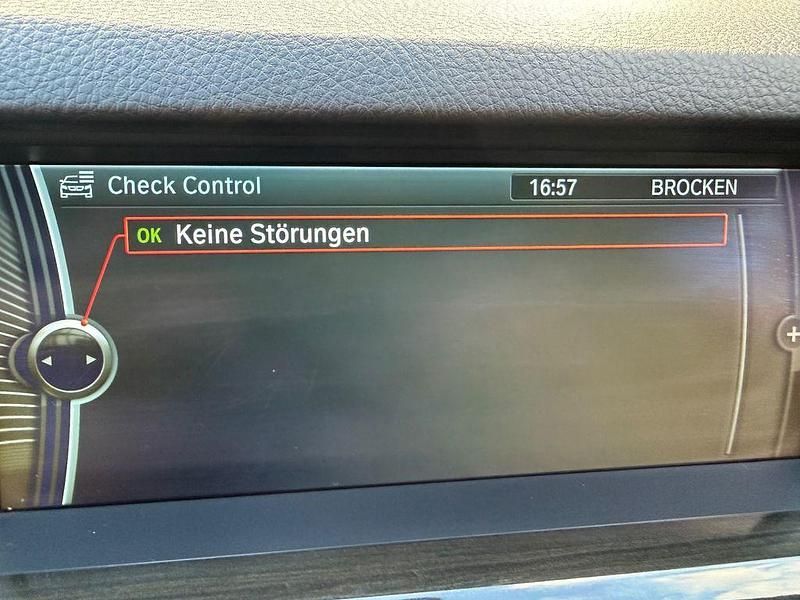 Check Control 16:57 BROCKEN
OK Keine Störungen